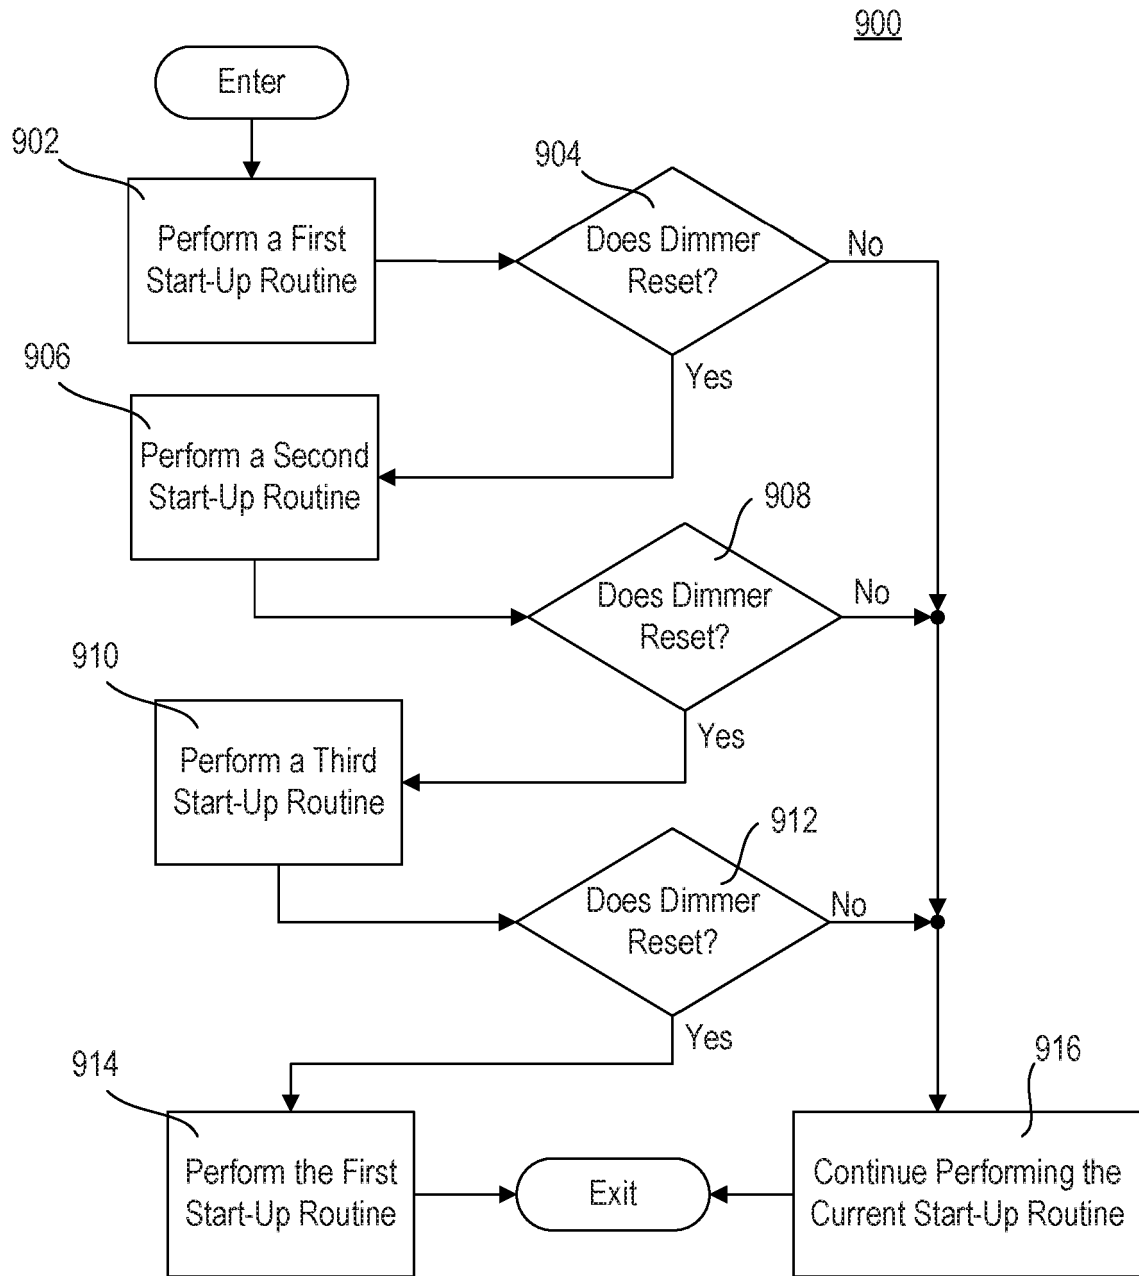 900
Enter
902
Perform a First
Start-Up Routine
904
Does Dimmer
Reset?
No
Yes
906
Perform a Second
Start-Up Routine
908
Does Dimmer
Reset?
No
Yes
910
Perform a Third
Start-Up Routine
912
Does Dimmer
Reset?
No
Yes
914
Perform the First
Start-Up Routine
Exit
916
Continue Performing the
Current Start-Up Routine